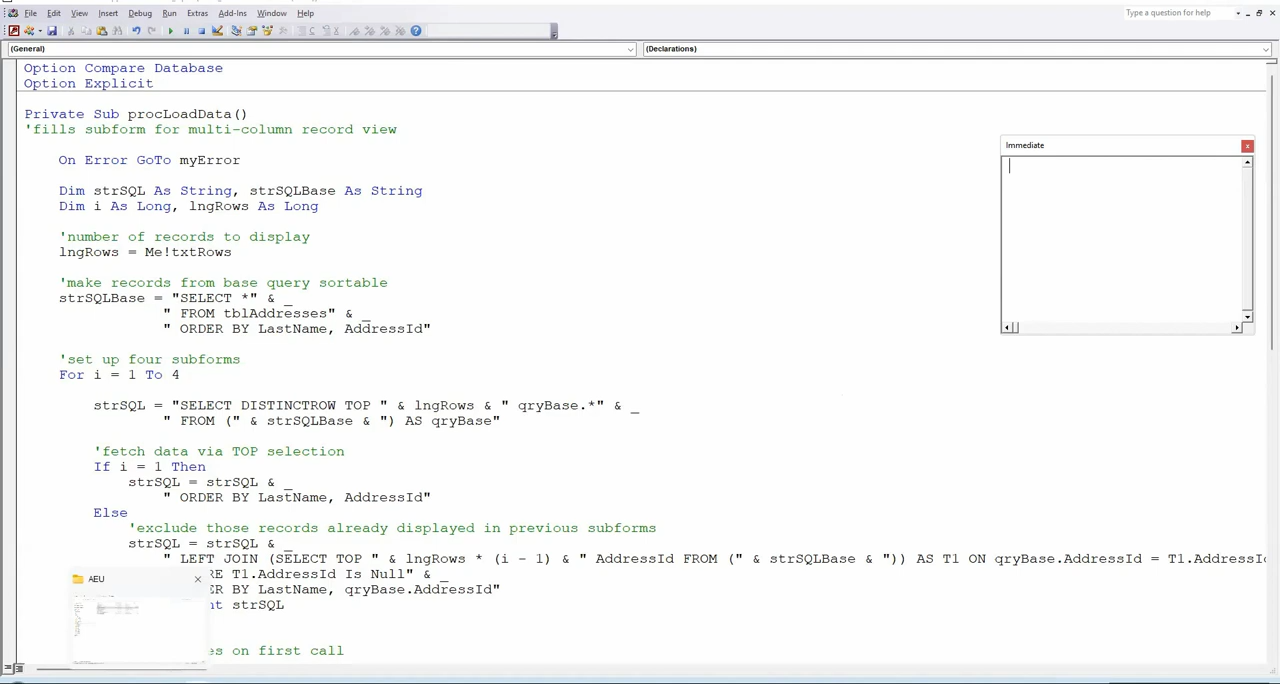 File Edit View Insert Debug Run Extras Add-Ins Window Help
Type a question for help
(General)
(Declarations)
Option Compare Database
Option Explicit
Private Sub procLoadData()
'fills subform for multi-column record view
On Error GoTo myError
Dim strSQL As String, strSQLBase As String
Dim i As Long, lngRows As Long
'number of records to display
lngRows = Me!txtRows
'make records from base query sortable
strSQLBase = "SELECT *" & _
" FROM tblAddresses" & _
" ORDER BY LastName, AddressId"
'set up four subforms
For i = 1 To 4
strSQL = "SELECT DISTINCTROW TOP " & lngRows & " qryBase.*" & _
" FROM (" & strSQLBase & ") AS qryBase"
'fetch data via TOP selection
If i = 1 Then
strSQL = strSQL & _
" ORDER BY LastName, AddressId"
Else
'exclude those records already displayed in previous subforms
strSQL = strSQL & _
" LEFT JOIN (SELECT TOP " & lngRows * (i - 1) & " AddressId FROM (" & strSQLBase & ")) AS T1 ON qryBase.AddressId = T1.AddressId
RE T1.AddressId Is Null" & _
ER BY LastName, qryBase.AddressId"
nt strSQL
es on first call
Immediate
AEU